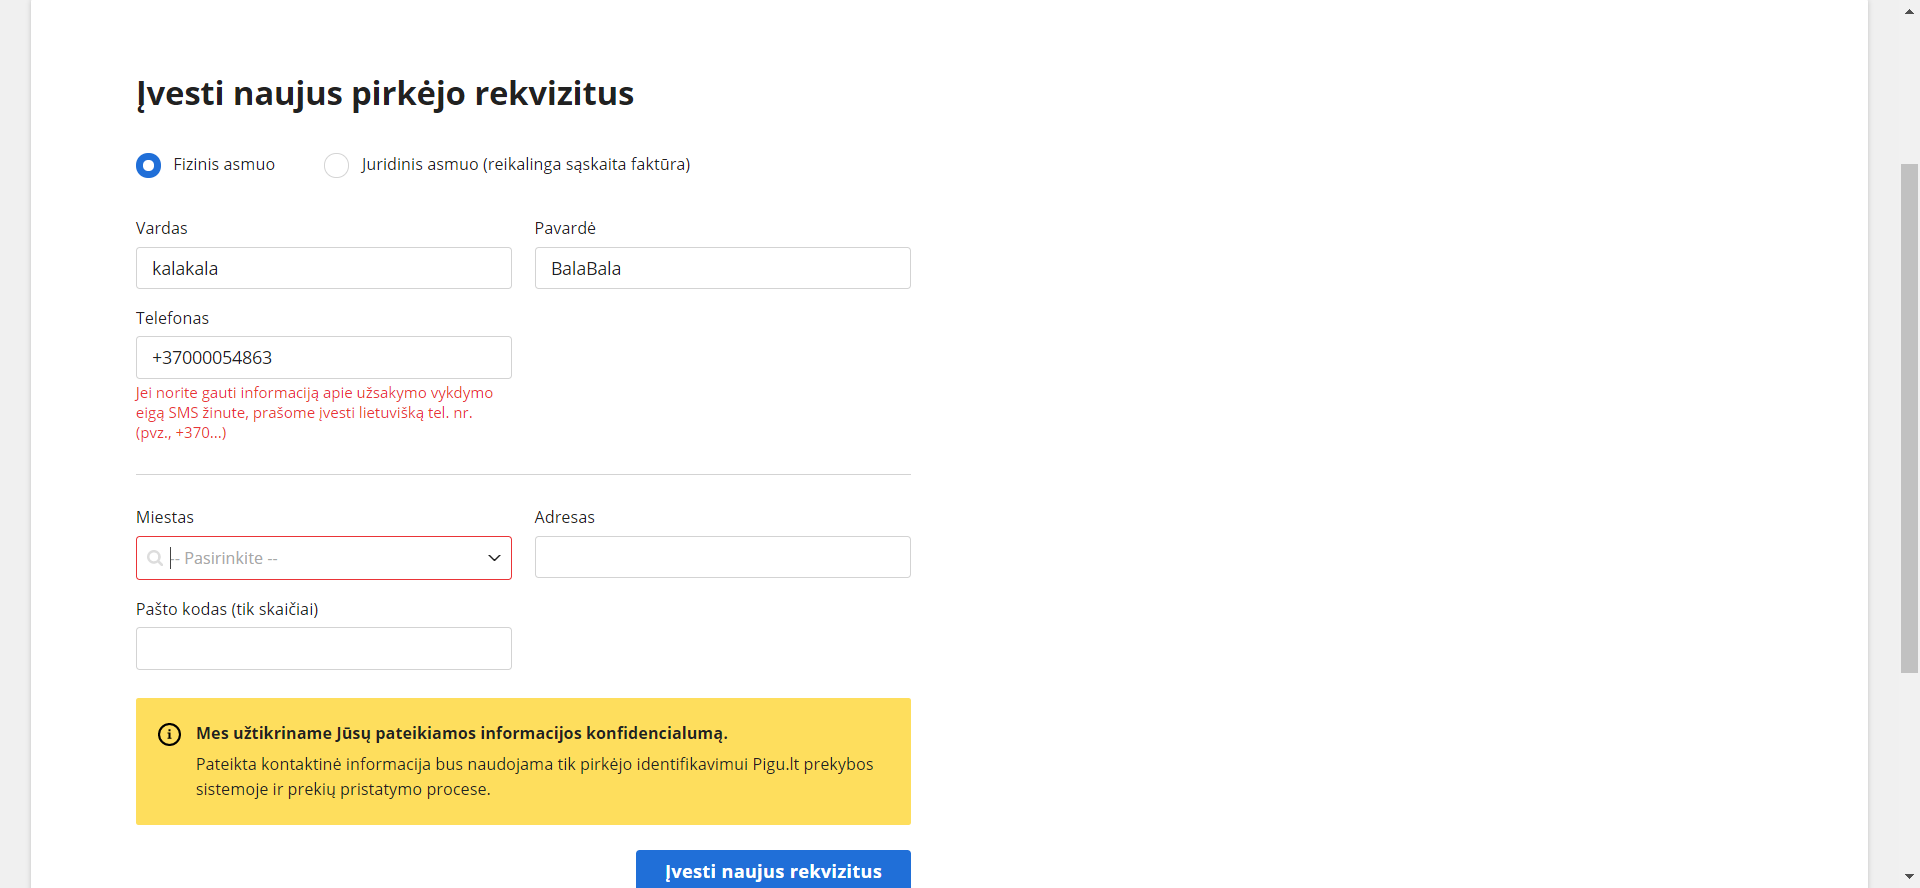 Įvesti naujus pirkėjo rekvizitus
Fizinis asmuo
Juridinis asmuo (reikalinga sąskaita faktūra)
Vardas
Pavardė
kalakala
BalaBala
Telefonas
+37000054863
Jei norite gauti informaciją apie užsakymo vykdymo
eigą SMS žinute, prašome įvesti lietuvišką tel. nr.
(pvz., +370...)
Miestas
Adresas
-- Pasirinkite --
Pašto kodas (tik skaičiai)
Mes užtikriname Jūsų pateikiamos informacijos konfidencialumą.
Pateikta kontaktinė informacija bus naudojama tik pirkėjo identifikavimui Pigu.lt prekybos
sistemoje ir prekių pristatymo procese.
Įvesti naujus rekvizitus